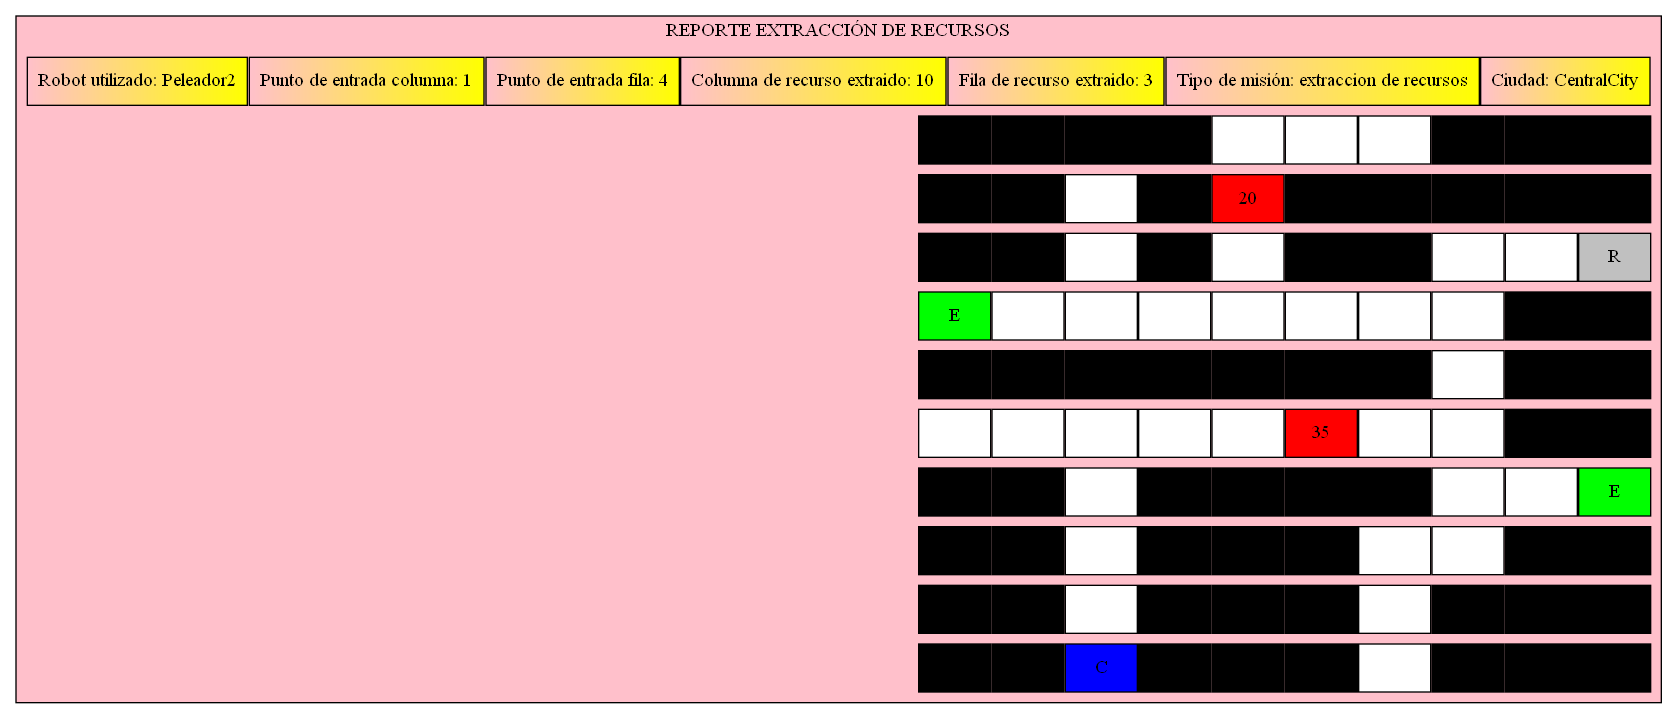 REPORTE EXTRACCIÓN DE RECURSOS
Robot utilizado: Peleador2 Punto de entrada columna: 1 Punto de entrada fila: 4 Columna de recurso extraido: 10 Fila de recurso extraido: 3 Tipo de misión: extraccion de recursos Ciudad: CentralCity
20
R
E
35
E
C